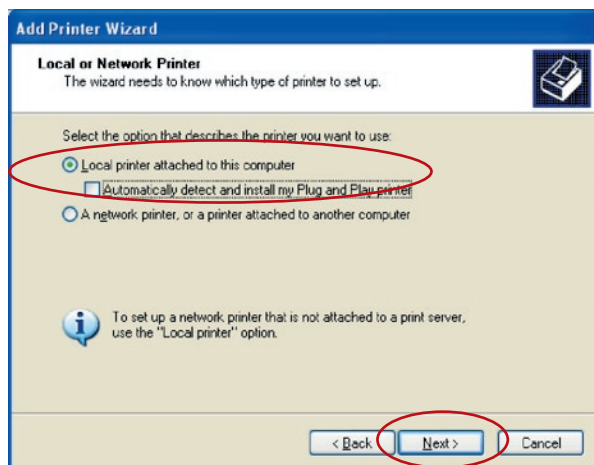 Add Printer Wizard
Local or Network Printer
The wizard needs to know which type of printer to set up.
Select the option that describes the printer you want to use:
Local printer attached to this computer
Automatically detect and install my Plug and Play printer
A network printer, or a printer attached to another computer
To set up a network printer that is not attached to a print server,
use the "Local printer" option.
< Back
Next >
Cancel